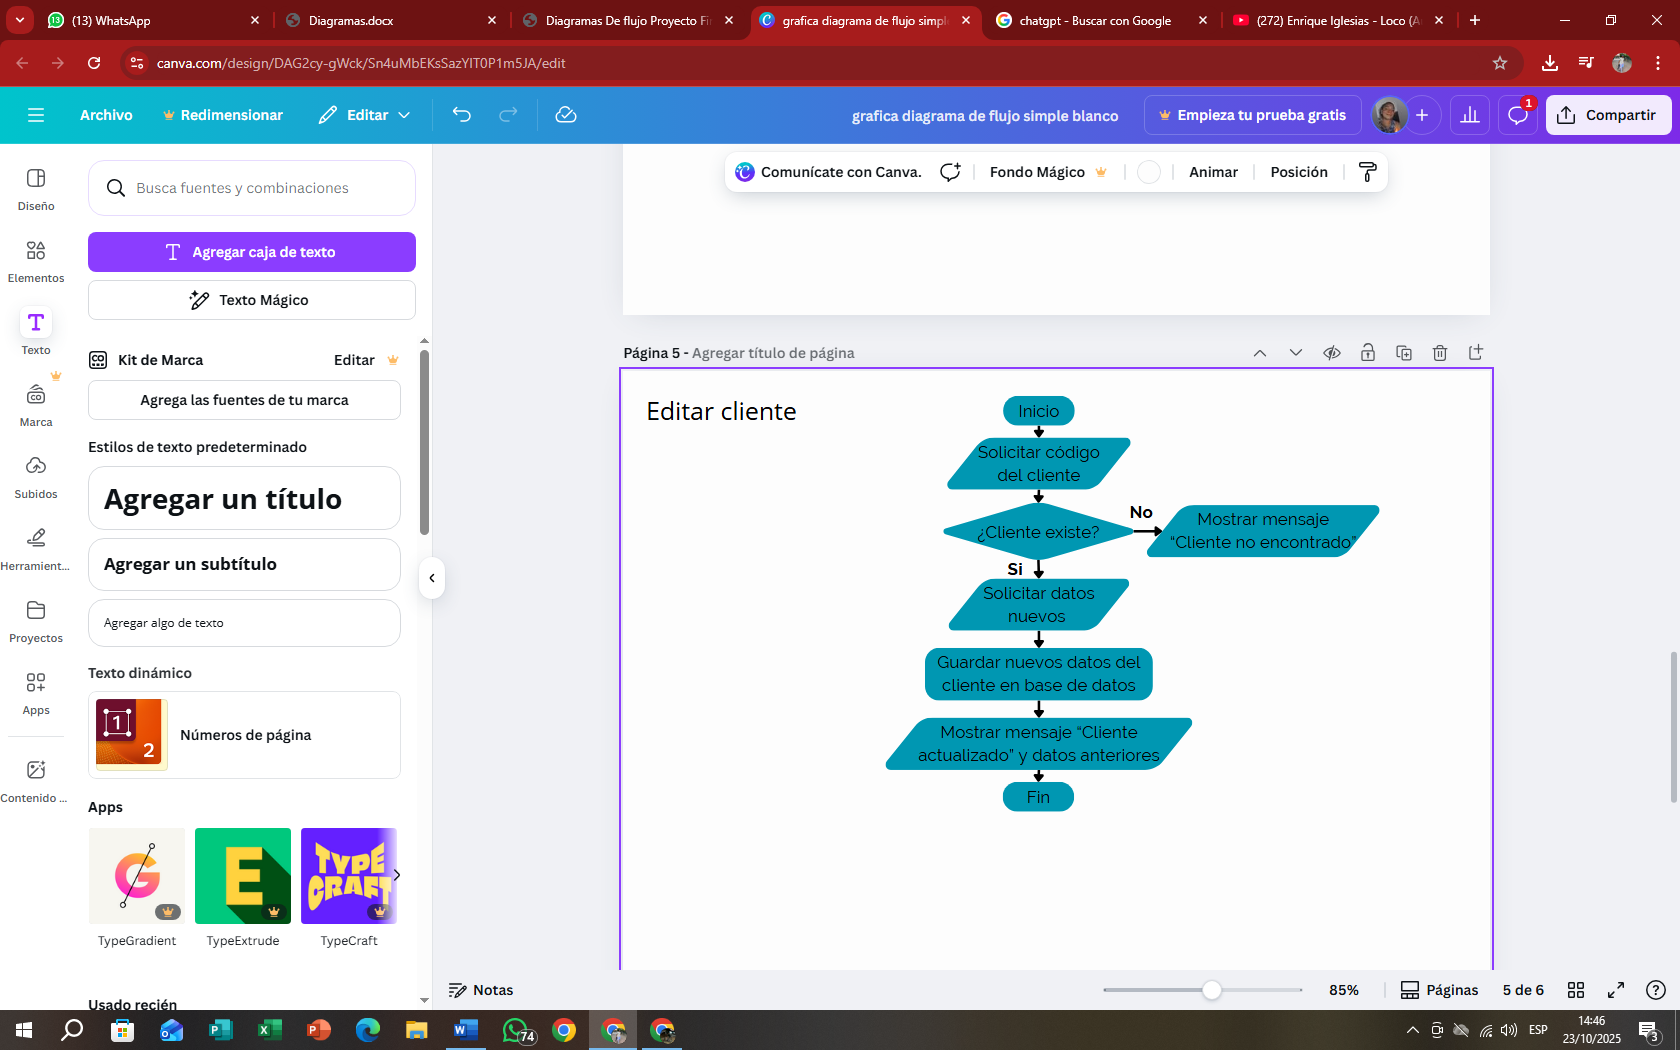 (13) WhatsApp
Diagramas.docx
Diagramas De flujo Proyecto Fi
grafica diagrama de flujo simpl
chatgpt - Buscar con Google
(272) Enrique Iglesias - Loco (A
canva.com/design/DAG2cy-gWck/Sn4uMbEKsSazYIT0P1m5JA/edit
Archivo
Redimensionar
Editar
grafica diagrama de flujo simple blanco
Empieza tu prueba gratis
1
Compartir
Diseño
Elementos
Texto
Marca
Subidos
Herramient...
Proyectos
Apps
Contenido ...
Busca fuentes y combinaciones
Agregar caja de texto
Texto Mágico
Kit de Marca
Editar
Agrega las fuentes de tu marca
Estilos de texto predeterminado
Agregar un título
Agregar un subtítulo
Agregar algo de texto
Texto dinámico
1
2
Números de página
Apps
G
E
TYPE
CRAFT
TypeGradient
TypeExtrude
TypeCraft
Usado recién
Comunícate con Canva.
Fondo Mágico
Animar
Posición
Página 5 - Agregar título de página
Editar cliente
Inicio
Solicitar código
del cliente
¿Cliente existe?
No
Mostrar mensaje
“Cliente no encontrado”
Si
Solicitar datos
nuevos
Guardar nuevos datos del
cliente en base de datos
Mostrar mensaje “Cliente
actualizado” y datos anteriores
Fin
Notas
85%
Páginas
5 de 6
74
ESP
14:46
23/10/2025
3